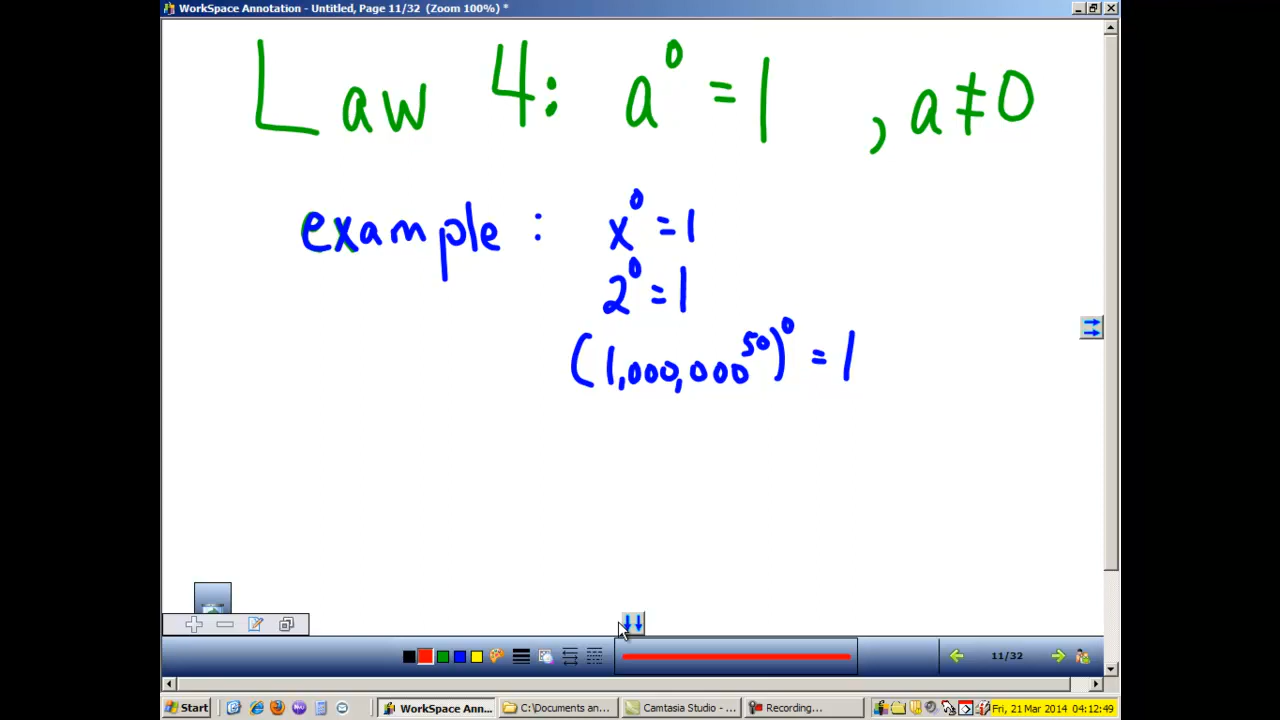 WorkSpace Annotation - Untitled, Page 11/32 (Zoom 100%) *
Law 4: a⁰ = 1 , a ≠ 0
example : x⁰ = 1
2⁰ = 1
(1,000,000⁵⁰)⁰ = 1
11/32
Start
WorkSpace Ann...
C:\Documents an...
Camtasia Studio - ...
Recording...
Fri, 21 Mar 2014 04:12:49